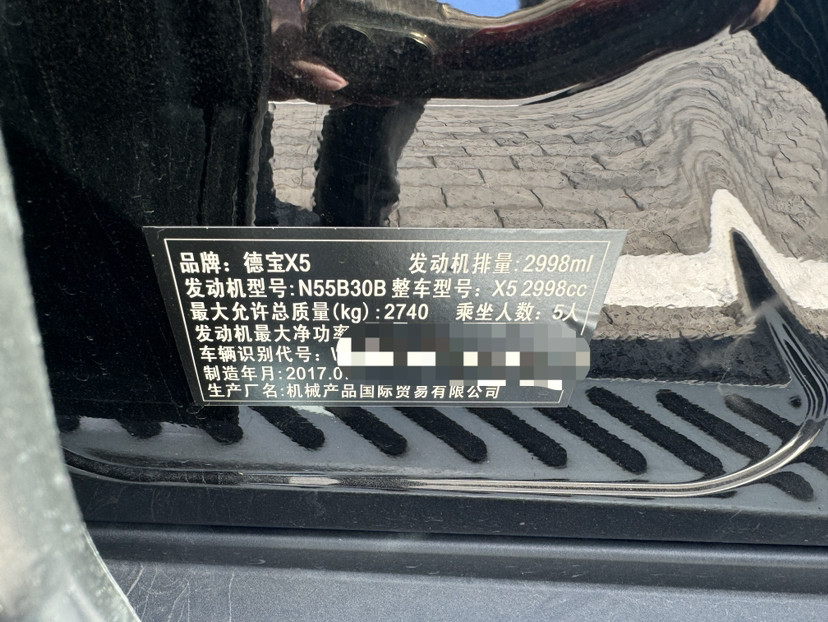 品牌：德宝X5 发动机排量:2998ml
发动机型号:N55B30B 整车型号：X5 2998cc
最大允许总质量(kg):2740 乘坐人数：5人
发动机最大净功率
车辆识别代号：
制造年月:2017.0
生产厂名:机械产品国际贸易有限公司